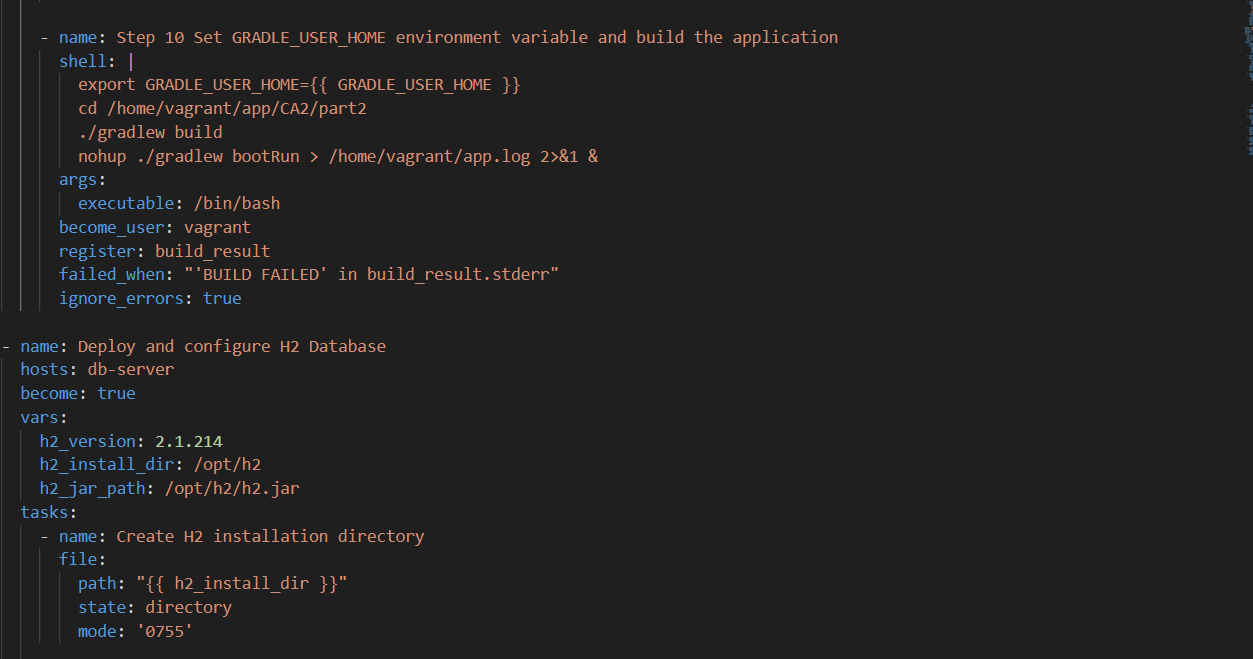 - name: Step 10 Set GRADLE_USER_HOME environment variable and build the application
shell: |
export GRADLE_USER_HOME={{ GRADLE_USER_HOME }}
cd /home/vagrant/app/CA2/part2
./gradlew build
nohup ./gradlew bootRun > /home/vagrant/app.log 2>&1 &
args:
executable: /bin/bash
become_user: vagrant
register: build_result
failed_when: "'BUILD FAILED' in build_result.stderr"
ignore_errors: true
- name: Deploy and configure H2 Database
hosts: db-server
become: true
vars:
h2_version: 2.1.214
h2_install_dir: /opt/h2
h2_jar_path: /opt/h2/h2.jar
tasks:
- name: Create H2 installation directory
file:
path: "{{ h2_install_dir }}"
state: directory
mode: '0755'